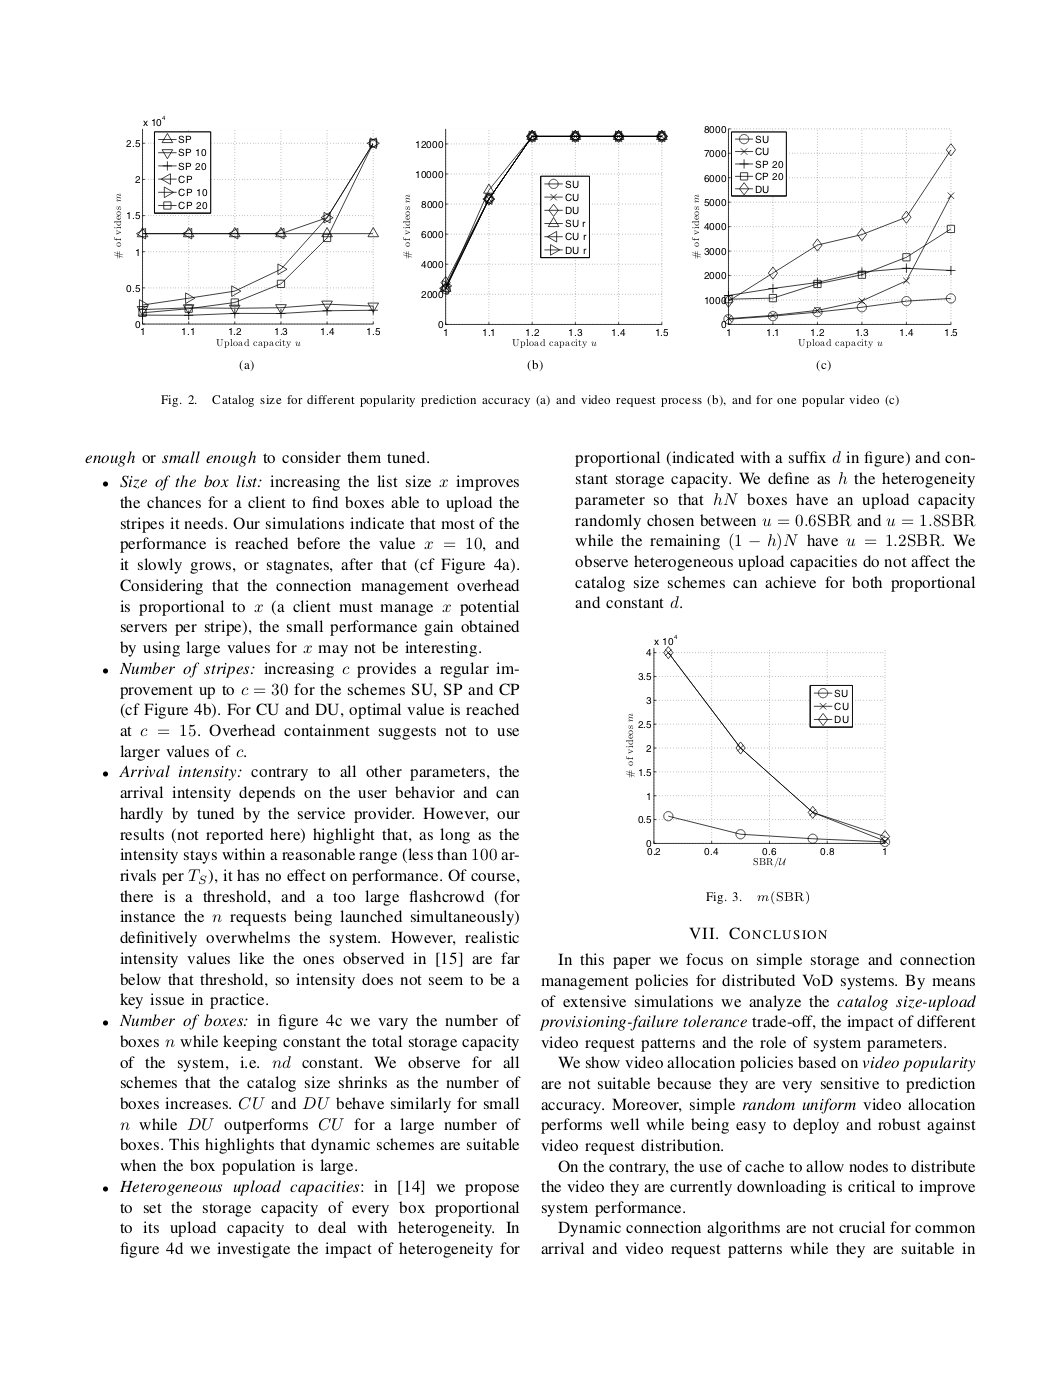 x 10^4
2.5
2
1.5
1
0.5
0
1 1.1 1.2 1.3 1.4 1.5
# of videos m
Upload capacity u
SP
SP 10
SP 20
CP
CP 10
CP 20
(a)
12000
10000
8000
6000
4000
2000
0
1 1.1 1.2 1.3 1.4 1.5
# of videos m
Upload capacity u
SU
CU
DU
SU r
CU r
DU r
(b)
8000
7000
6000
5000
4000
3000
2000
1000
0
1 1.1 1.2 1.3 1.4 1.5
# of videos m
Upload capacity u
SU
CU
SP 20
CP 20
DU
(c)
Fig. 2. Catalog size for different popularity prediction accuracy (a) and video request process (b), and for one popular video (c)
enough or small enough to consider them tuned.
• Size of the box list: increasing the list size x improves
the chances for a client to find boxes able to upload the
stripes it needs. Our simulations indicate that most of the
performance is reached before the value x = 10, and
it slowly grows, or stagnates, after that (cf Figure 4a).
Considering that the connection management overhead
is proportional to x (a client must manage x potential
servers per stripe), the small performance gain obtained
by using large values for x may not be interesting.
• Number of stripes: increasing c provides a regular im-
provement up to c = 30 for the schemes SU, SP and CP
(cf Figure 4b). For CU and DU, optimal value is reached
at c = 15. Overhead containment suggests not to use
larger values of c.
• Arrival intensity: contrary to all other parameters, the
arrival intensity depends on the user behavior and can
hardly by tuned by the service provider. However, our
results (not reported here) highlight that, as long as the
intensity stays within a reasonable range (less than 100 ar-
rivals per T_S), it has no effect on performance. Of course,
there is a threshold, and a too large flashcrowd (for
instance the n requests being launched simultaneously)
definitively overwhelms the system. However, realistic
intensity values like the ones observed in [15] are far
below that threshold, so intensity does not seem to be a
key issue in practice.
• Number of boxes: in figure 4c we vary the number of
boxes n while keeping constant the total storage capacity
of the system, i.e. nd constant. We observe for all
schemes that the catalog size shrinks as the number of
boxes increases. CU and DU behave similarly for small
n while DU outperforms CU for a large number of
boxes. This highlights that dynamic schemes are suitable
when the box population is large.
• Heterogeneous upload capacities: in [14] we propose
to set the storage capacity of every box proportional
to its upload capacity to deal with heterogeneity. In
figure 4d we investigate the impact of heterogeneity for
proportional (indicated with a suffix d in figure) and con-
stant storage capacity. We define as h the heterogeneity
parameter so that hN boxes have an upload capacity
randomly chosen between u = 0.6SBR and u = 1.8SBR
while the remaining (1 − h)N have u = 1.2SBR. We
observe heterogeneous upload capacities do not affect the
catalog size schemes can achieve for both proportional
and constant d.
x 10^4
4
3.5
3
2.5
2
1.5
1
0.5
0
0.2 0.4 0.6 0.8 1
# of videos m
SBR/U
SU
CU
DU
Fig. 3. m(SBR)
VII. CONCLUSION
In this paper we focus on simple storage and connection
management policies for distributed VoD systems. By means
of extensive simulations we analyze the catalog size-upload
provisioning-failure tolerance trade-off, the impact of different
video request patterns and the role of system parameters.
We show video allocation policies based on video popularity
are not suitable because they are very sensitive to prediction
accuracy. Moreover, simple random uniform video allocation
performs well while being easy to deploy and robust against
video request distribution.
On the contrary, the use of cache to allow nodes to distribute
the video they are currently downloading is critical to improve
system performance.
Dynamic connection algorithms are not crucial for common
arrival and video request patterns while they are suitable in